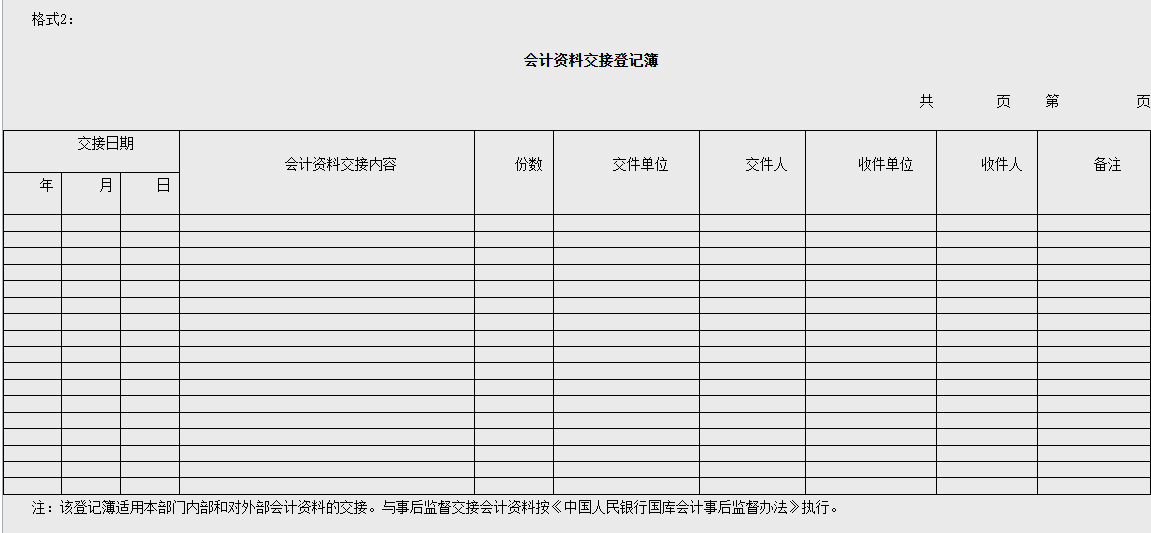 格式2：
会计资料交接登记簿
共 页 第 页
交接日期 会计资料交接内容 份数 交件单位 交件人 收件单位 收件人 备注
年 月 日
注：该登记簿适用本部门内部和对外部会计资料的交接。与事后监督交接会计资料按《中国人民银行国库会计事后监督办法》执行。